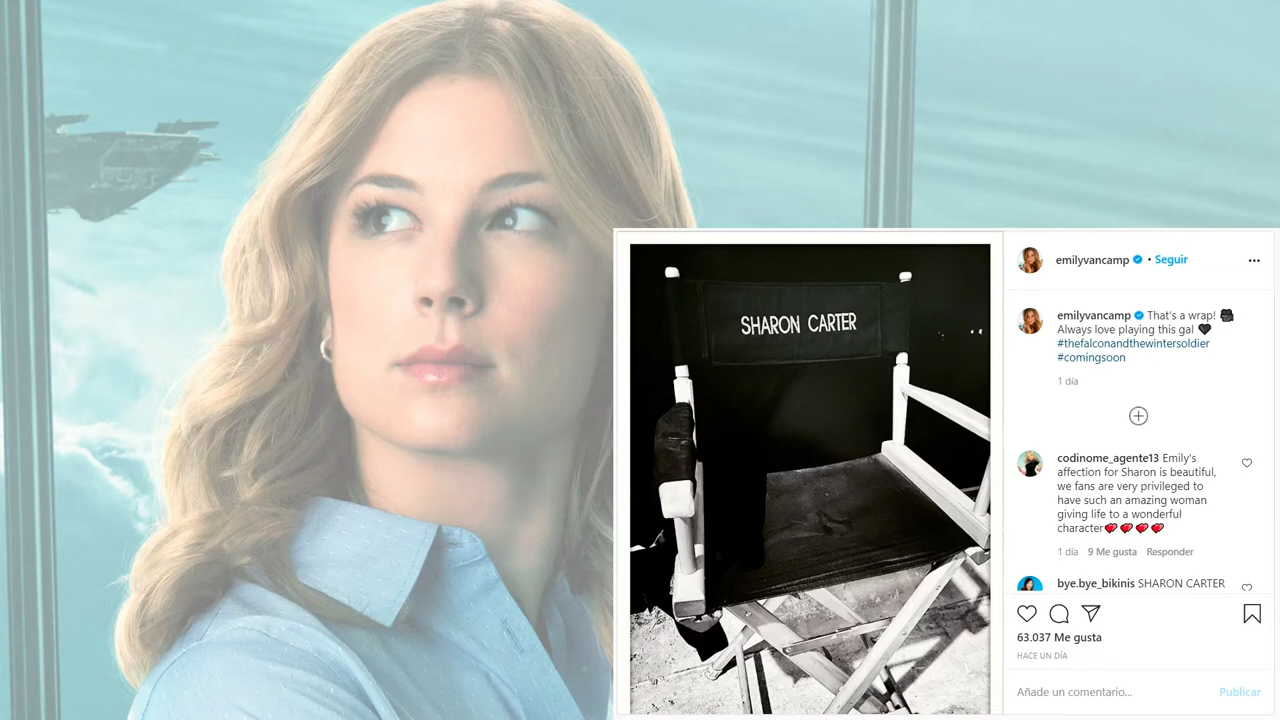 SHARON CARTER
emilyvancamp • Seguir
emilyvancamp That's a wrap!
Always love playing this gal
#thefalconandthewintersoldier
#comingsoon
1 día
codinome_agente13 Emily's
affection for Sharon is beautiful,
we fans are very privileged to
have such an amazing woman
giving life to a wonderful
character
1 día 9 Me gusta Responder
bye.bye_bikinis SHARON CARTER
63.037 Me gusta
HACE UN DÍA
Añade un comentario... Publicar